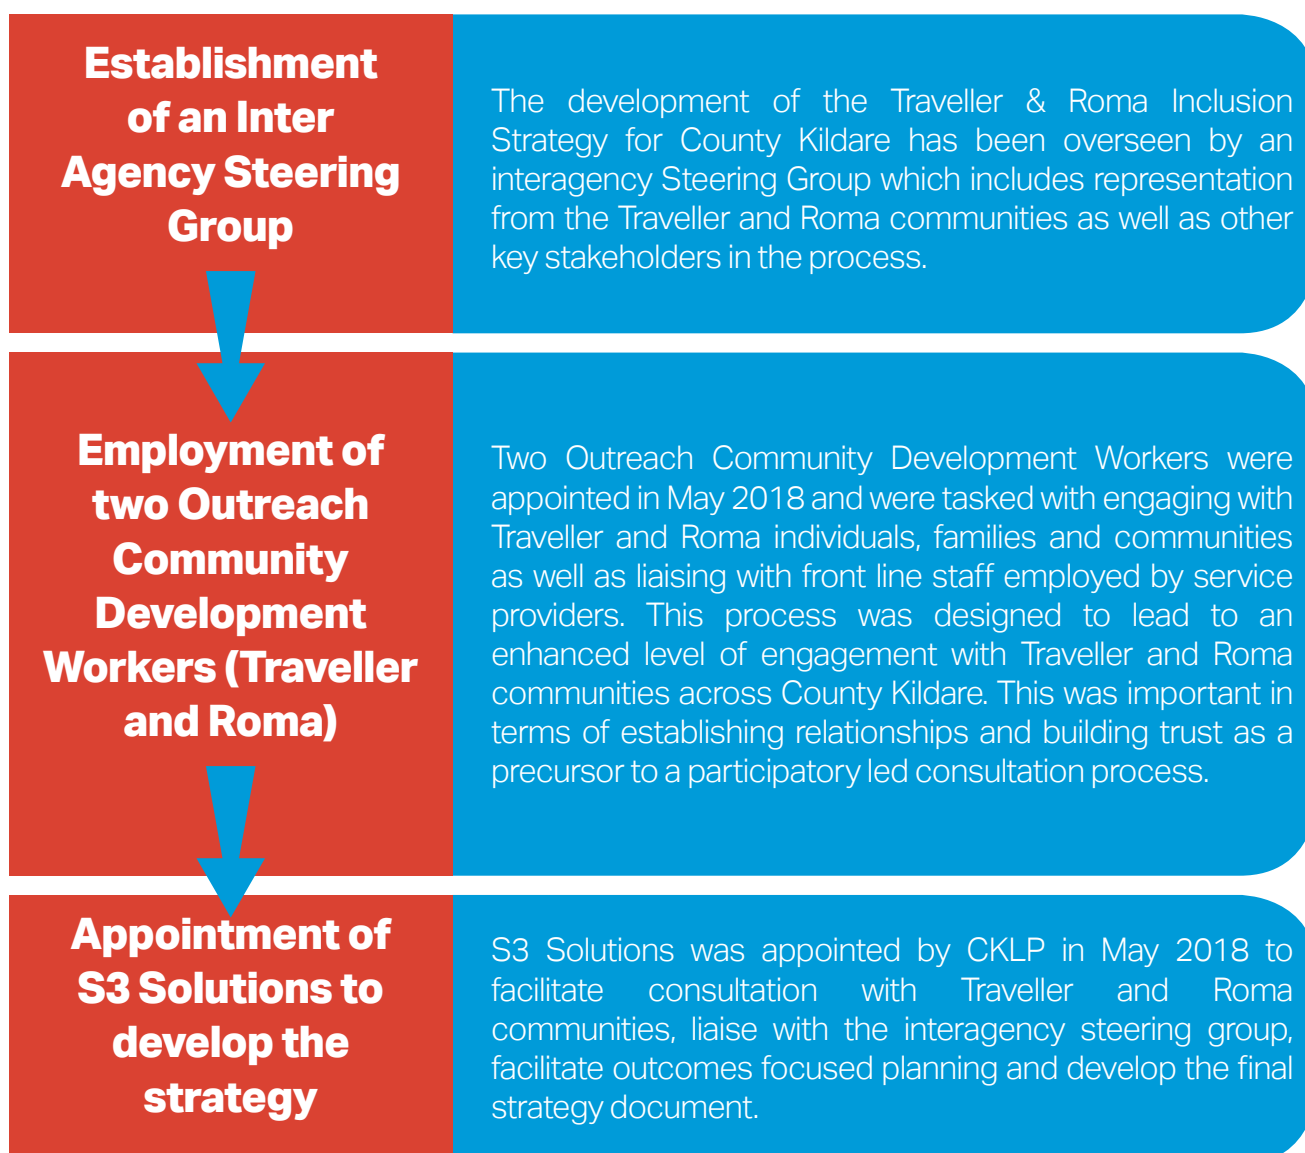 Establishment
of an Inter
Agency Steering
Group
The development of the Traveller & Roma Inclusion
Strategy for County Kildare has been overseen by an
interagency Steering Group which includes representation
from the Traveller and Roma communities as well as other
key stakeholders in the process.
Employment of
two Outreach
Community
Development
Workers (Traveller
and Roma)
Two Outreach Community Development Workers were
appointed in May 2018 and were tasked with engaging with
Traveller and Roma individuals, families and communities
as well as liaising with front line staff employed by service
providers. This process was designed to lead to an
enhanced level of engagement with Traveller and Roma
communities across County Kildare. This was important in
terms of establishing relationships and building trust as a
precursor to a participatory led consultation process.
Appointment of
S3 Solutions to
develop the
strategy
S3 Solutions was appointed by CKLP in May 2018 to
facilitate consultation with Traveller and Roma
communities, liaise with the interagency steering group,
facilitate outcomes focused planning and develop the final
strategy document.